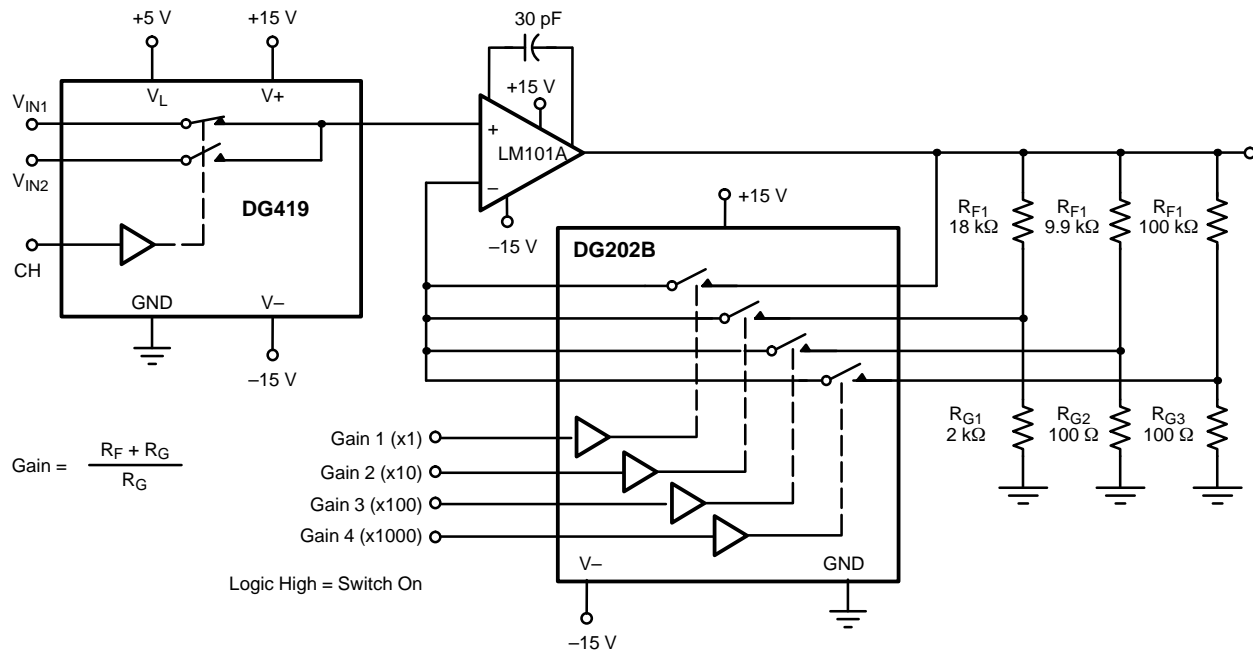 +5 V
+15 V
30 pF
V_IN1
V_L
V+
+15 V
+
LM101A
–
V_IN2
DG419
–15 V
+15 V
R_F1
18 kΩ
R_F1
9.9 kΩ
R_F1
100 kΩ
CH
DG202B
GND
V–
–15 V
R_G1
2 kΩ
R_G2
100 Ω
R_G3
100 Ω
Gain = R_F + R_G
R_G
Gain 1 (x1)
Gain 2 (x10)
Gain 3 (x100)
Gain 4 (x1000)
V–
GND
Logic High = Switch On
–15 V